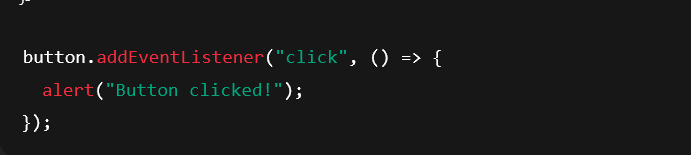 button.addEventListener("click", () => {
  alert("Button clicked!");
});